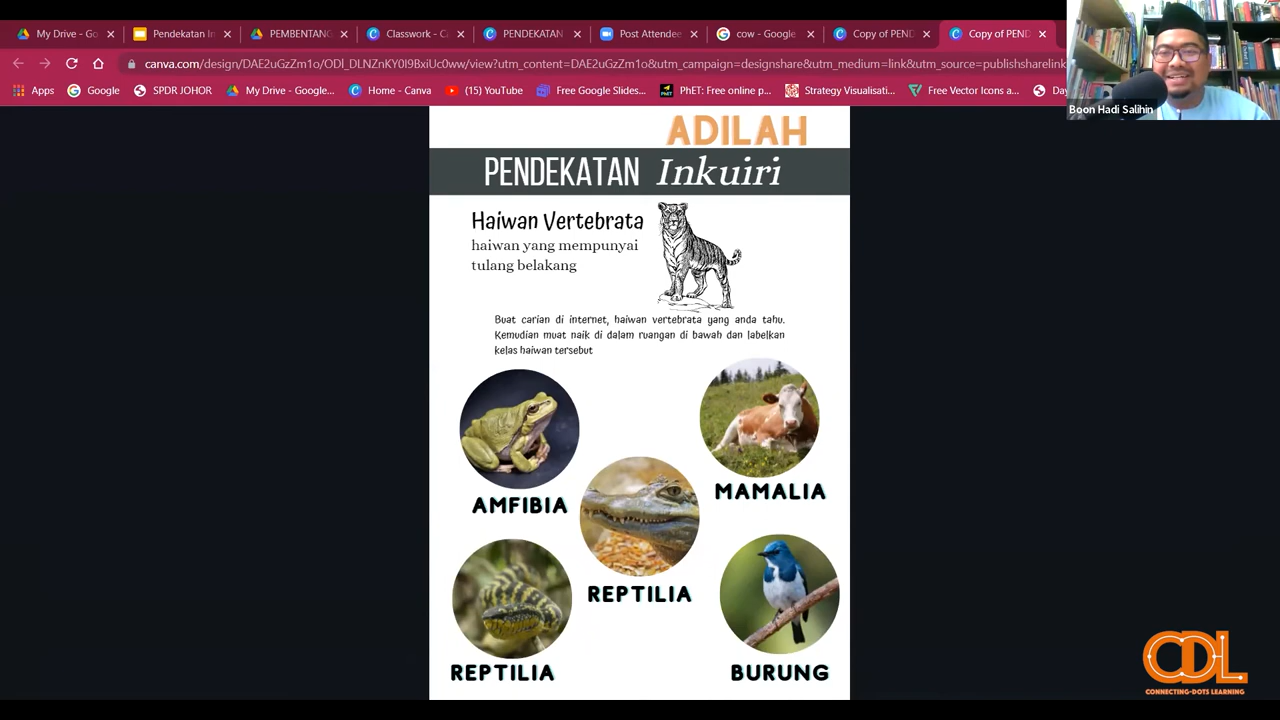 My Drive - Go
Pendekatan In
PEMBENTANG
Classwork - C
PENDEKATAN
Post Attendee
cow - Google
Copy of PEND
Copy of PEND
canva.com/design/DAE2uGzZm1o/ODl_DLNZnKY0I9BxiUc0ww/view?utm_content=DAE2uGzZm1o&utm_campaign=designshare&utm_medium=link&utm_source=publishsharelink
Apps
Google
SPDR JOHOR
My Drive - Google...
Home - Canva
(15) YouTube
Free Google Slides...
PhET: Free online p...
Strategy Visualisati...
Free Vector Icons a...
Da
Boon Hadi Salihin
ADILAH
PENDEKATAN Inkuiri
Haiwan Vertebrata
haiwan yang mempunyai
tulang belakang
Buat carian di internet, haiwan vertebrata yang anda tahu.
Kemudian muat naik di dalam ruangan di bawah dan labelkan
kelas haiwan tersebut
AMFIBIA
MAMALIA
REPTILIA
REPTILIA
BURUNG
CDL
CONNECTING-DOTS LEARNING